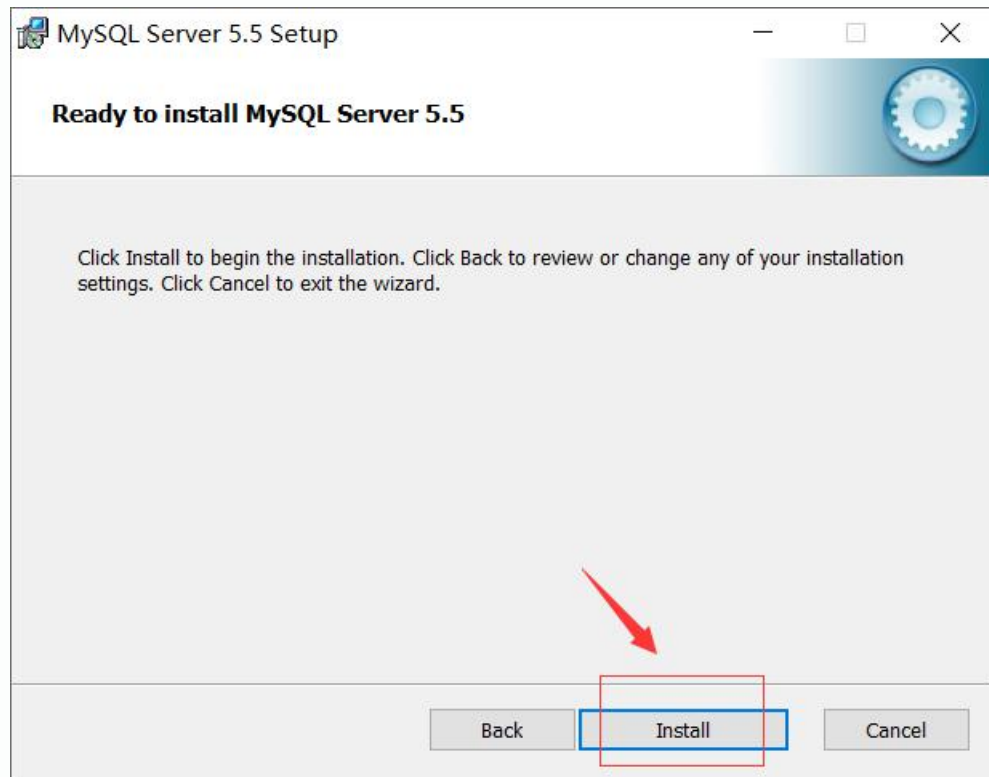 MySQL Server 5.5 Setup
Ready to install MySQL Server 5.5
Click Install to begin the installation. Click Back to review or change any of your installation
settings. Click Cancel to exit the wizard.
Back Install Cancel